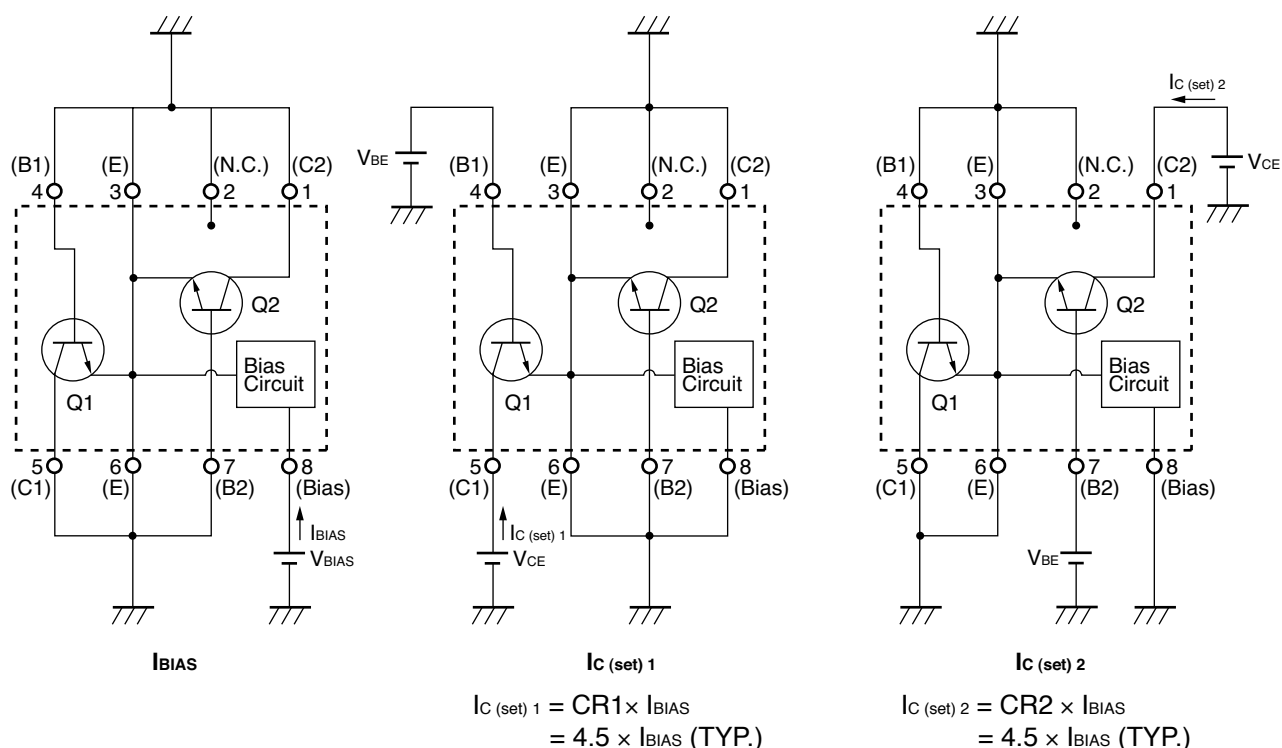 IC (set) 2
VBE
VCE
(B1) (E) (N.C.) (C2)
4 3 2 1
(B1) (E) (N.C.) (C2)
4 3 2 1
(B1) (E) (N.C.) (C2)
4 3 2 1
Q2
Q1
Bias
Circuit
Q2
Q1
Bias
Circuit
Q2
Q1
Bias
Circuit
5 6 7 8
(C1) (E) (B2) (Bias)
5 6 7 8
(C1) (E) (B2) (Bias)
5 6 7 8
(C1) (E) (B2) (Bias)
IBIAS
VBIAS
IC (set) 1
VCE
VBE
IBIAS
IC (set) 1
IC (set) 2
IC (set) 1 = CR1 × IBIAS
= 4.5 × IBIAS (TYP.)
IC (set) 2 = CR2 × IBIAS
= 4.5 × IBIAS (TYP.)